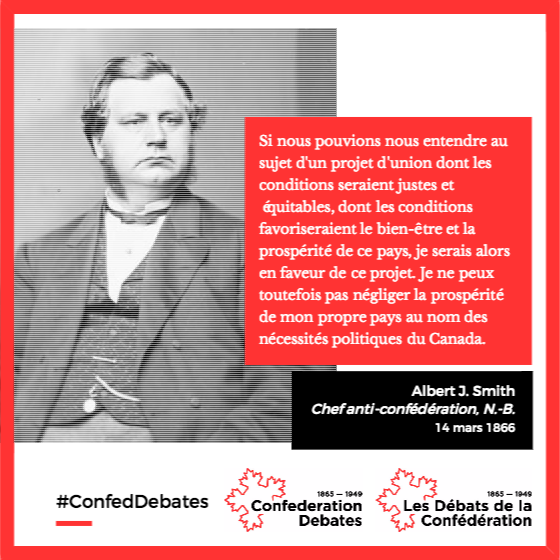 Si nous pouvions nous entendre au
sujet d'un projet d'union dont les
conditions seraient justes et
équitables, dont les conditions
favoriseraient le bien-être et la
prospérité de ce pays, je serais alors
en faveur de ce projet. Je ne peux
toutefois pas négliger la prospérité
de mon propre pays au nom des
nécessités politiques du Canada.
Albert J. Smith
Chef anti-confédération, N.-B.
14 mars 1866
#ConfedDebates
1865 — 1949
Confederation
Debates
1865 — 1949
Les Débats de la
Confédération